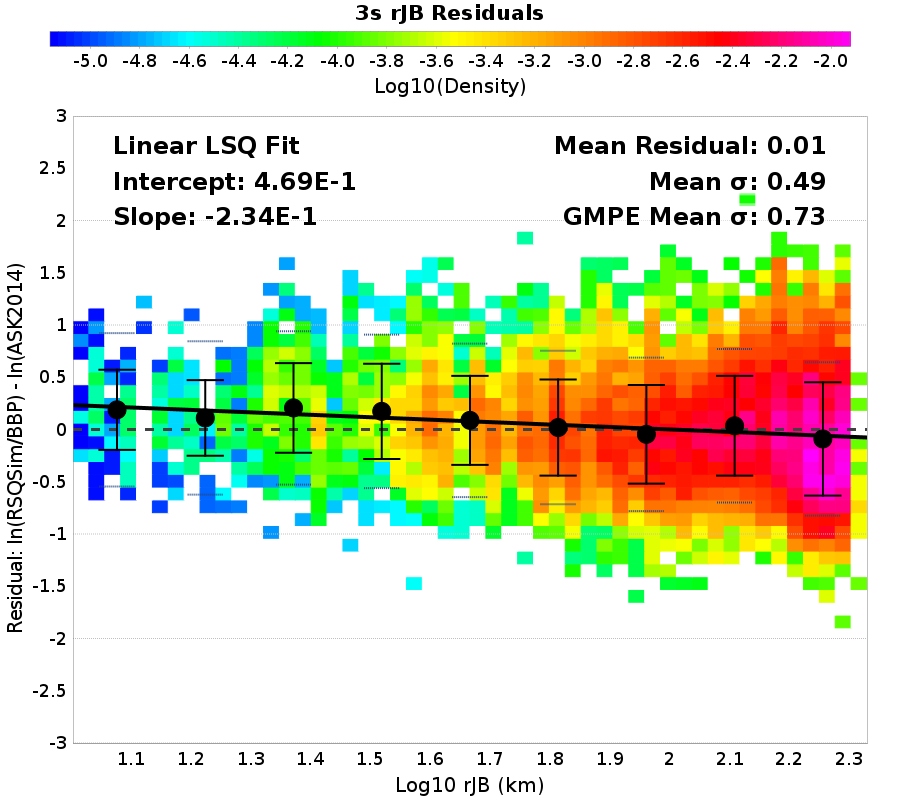 3s rJB Residuals
-5.0 -4.8 -4.6 -4.4 -4.2 -4.0 -3.8 -3.6 -3.4 -3.2 -3.0 -2.8 -2.6 -2.4 -2.2 -2.0
Log10(Density)
Linear LSQ Fit
Intercept: 4.69E-1
Slope: -2.34E-1
Mean Residual: 0.01
Mean σ: 0.49
GMPE Mean σ: 0.73
Residual: ln(RSQSim/BBP) - ln(ASK2014)
3
2.5
2
1.5
1
0.5
0
-0.5
-1
-1.5
-2
-2.5
-3
1.1 1.2 1.3 1.4 1.5 1.6 1.7 1.8 1.9 2 2.1 2.2 2.3
Log10 rJB (km)